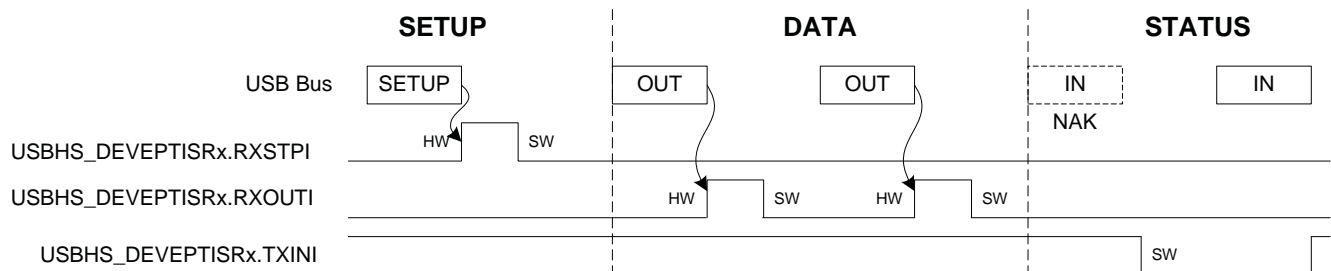 SETUP DATA STATUS
USB Bus SETUP OUT OUT IN IN
NAK
USBHS_DEVEPTISRx.RXSTPI HW SW
USBHS_DEVEPTISRx.RXOUTI HW SW HW SW
USBHS_DEVEPTISRx.TXINI SW